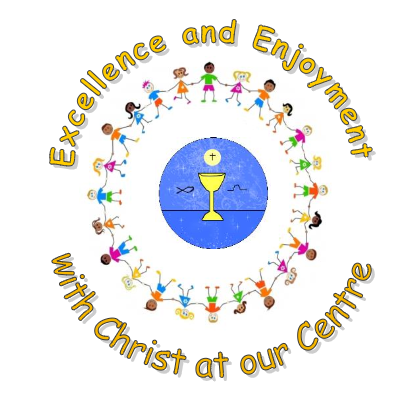 Excellence and Enjoyment
with Christ at our Centre